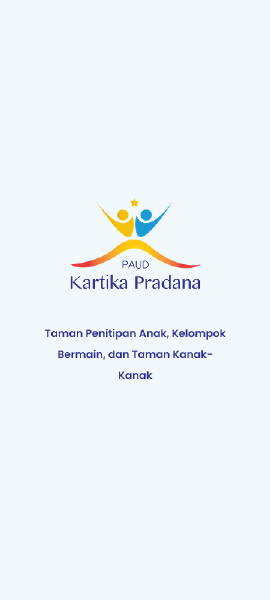 PAUD
Kartika Pradana
Taman Penitipan Anak, Kelompok
Bermain, dan Taman Kanak-
Kanak